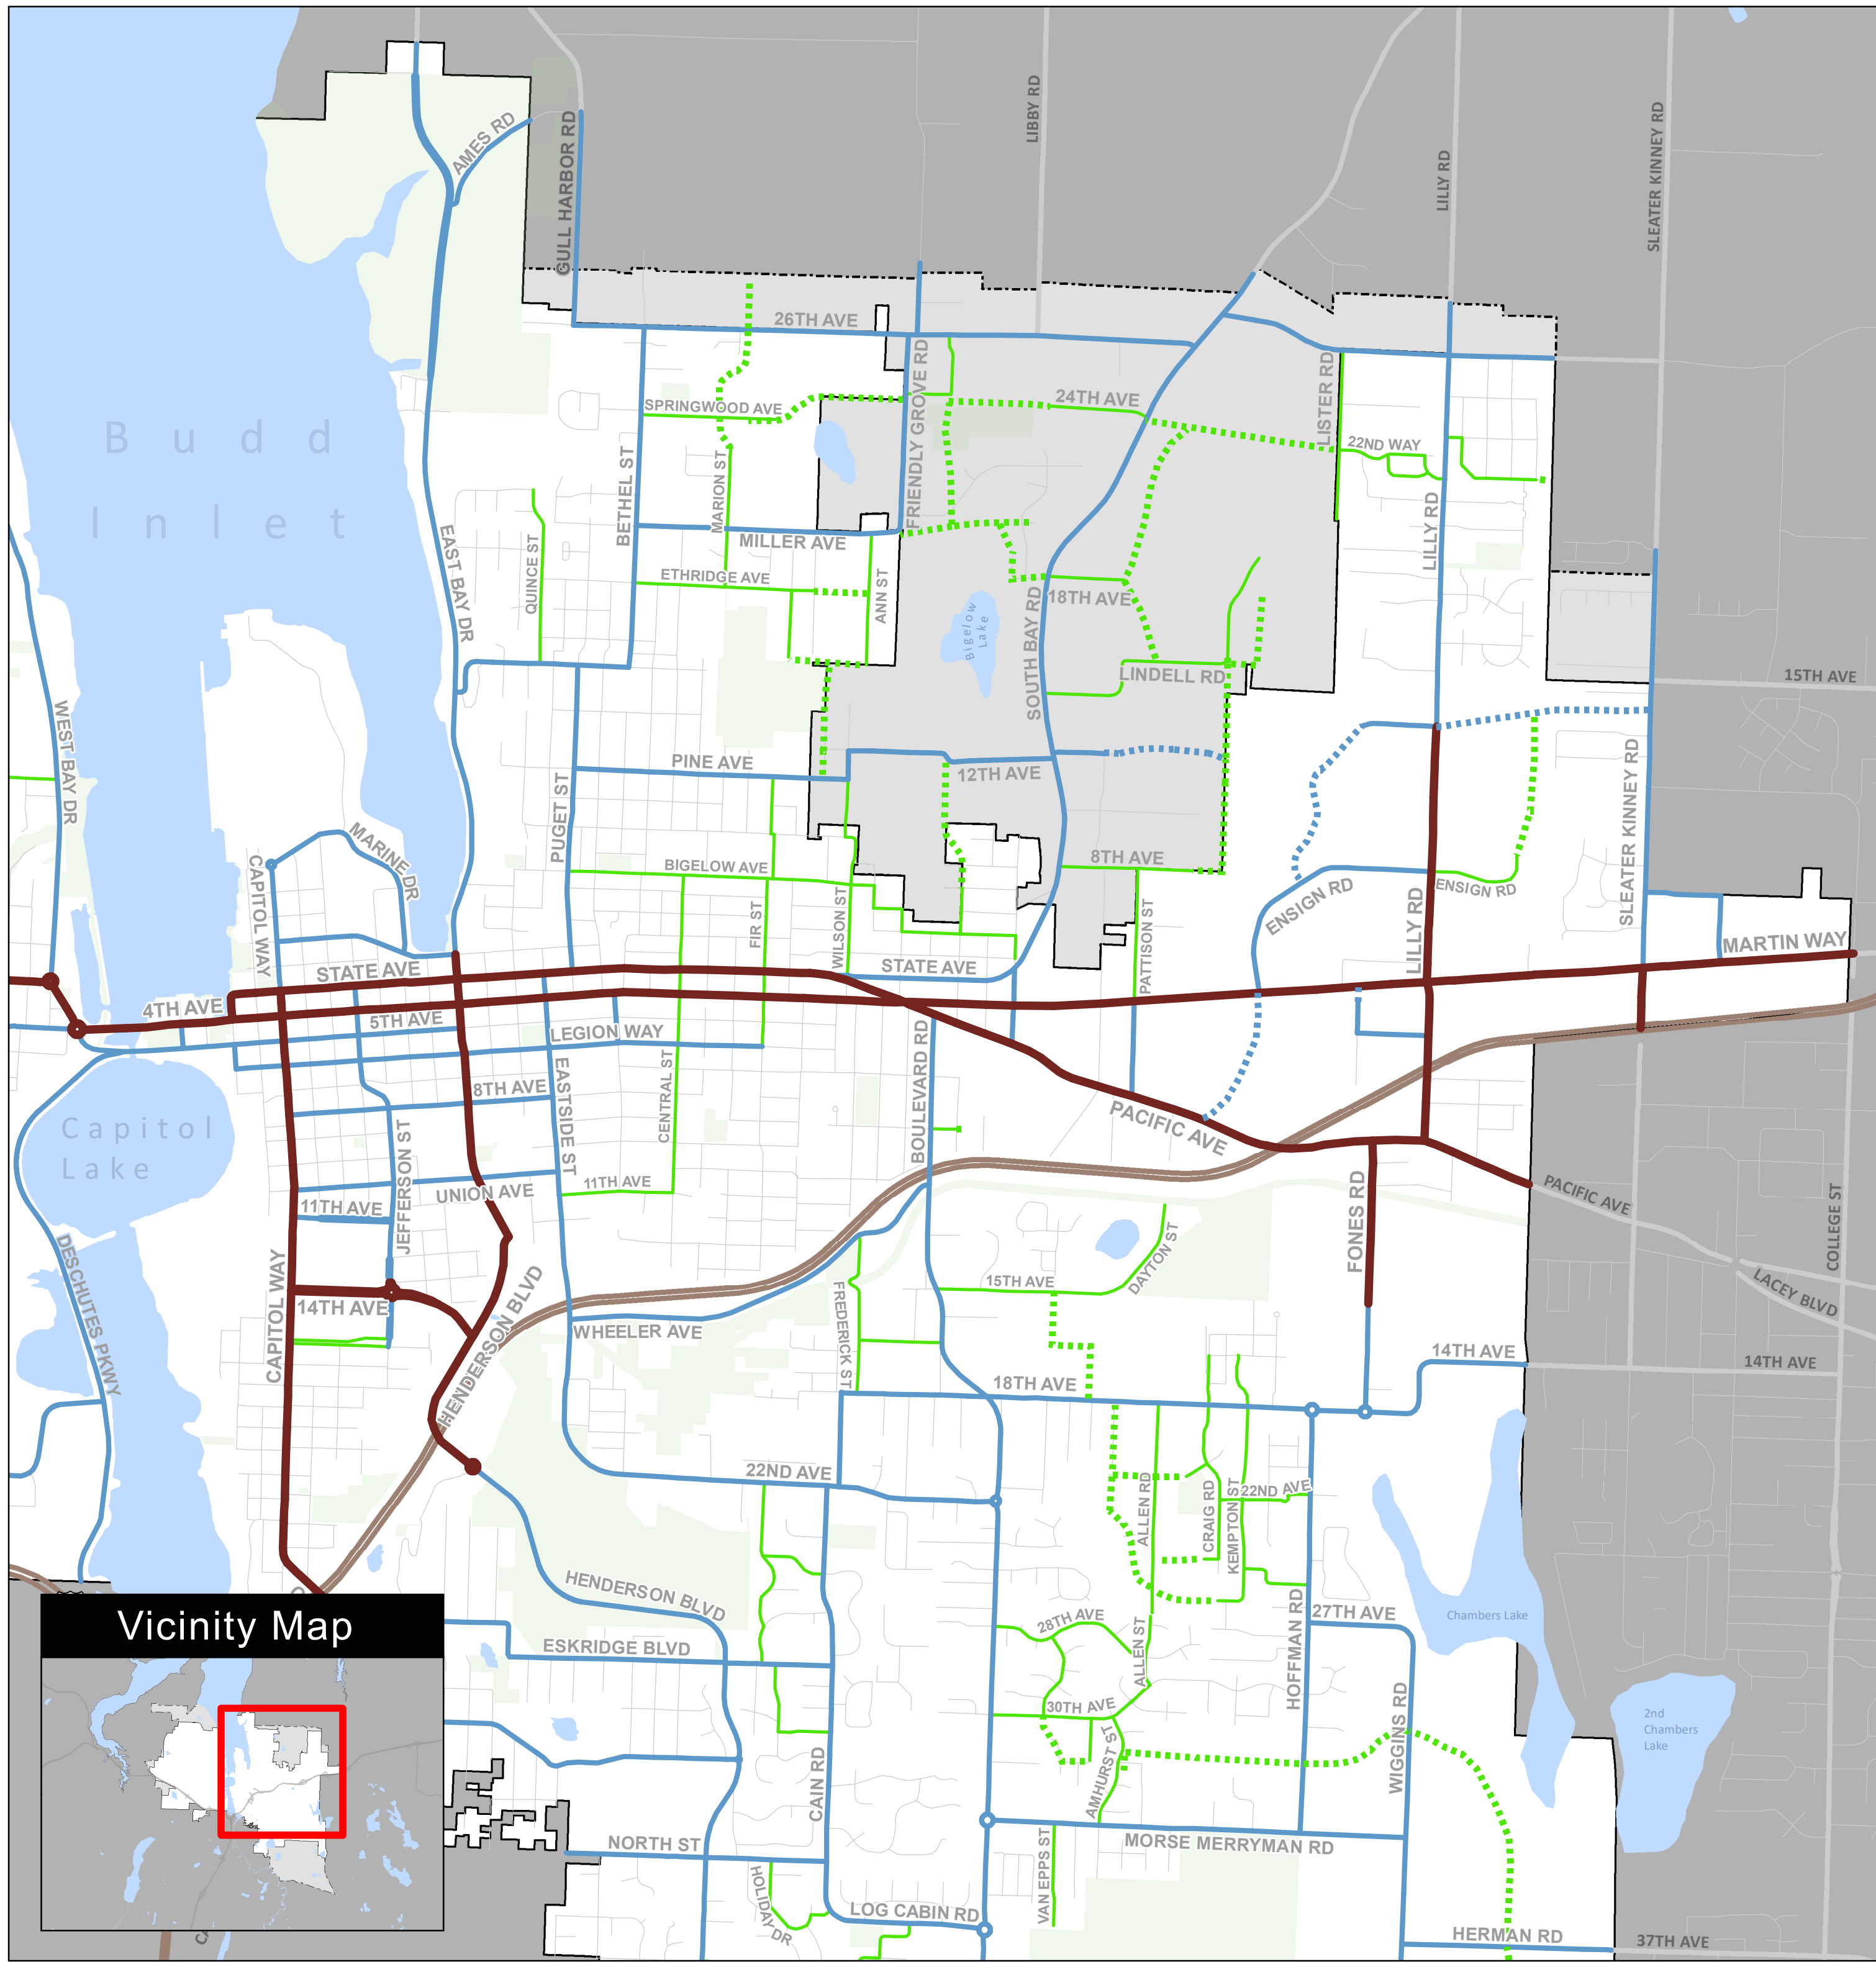 AMES RD
GULL HARBOR RD
LIBBY RD
LILLY RD
SLEATER KINNEY RD
26TH AVE
FRIENDLY GROVE RD
24TH AVE
LISTER RD
SPRINGWOOD AVE
22ND WAY
Budd
Inlet
BETHEL ST
MARION ST
MILLER AVE
LILLY RD
EAST BAY DR
QUINCE ST
ETHRIDGE AVE
ANN ST
18TH AVE
Bigelow
Lake
SOUTH BAY RD
LINDELL RD
15TH AVE
WEST BAY DR
PINE AVE
12TH AVE
SLEATER KINNEY RD
PUGET ST
MARINE DR
BIGELOW AVE
8TH AVE
CAPITOL WAY
ENSIGN RD
ENSIGN RD
FIR ST
WILSON ST
PATTISON ST
LILLY RD
MARTIN WAY
STATE AVE
STATE AVE
4TH AVE
5TH AVE
LEGION WAY
BOULEVARD RD
EASTSIDE ST
CENTRAL ST
8TH AVE
PACIFIC AVE
Capitol
Lake
JEFFERSON ST
UNION AVE
11TH AVE
11TH AVE
FONES RD
PACIFIC AVE
COLLEGE ST
DESCHUTES PKWY
CAPITOL WAY
14TH AVE
HENDERSON BLVD
WHEELER AVE
FREDERICK ST
15TH AVE
DAYTON ST
LACEY BLVD
14TH AVE
14TH AVE
18TH AVE
22ND AVE
ALLEN RD
CRAIG RD
KEMPTON ST
22ND AVE
HENDERSON BLVD
28TH AVE
ALLEN ST
HOFFMAN RD
27TH AVE
Chambers Lake
Vicinity Map
ESKRIDGE BLVD
30TH AVE
AMHURST ST
WIGGINS RD
2nd
Chambers
Lake
CAIN RD
NORTH ST
MORSE MERRYMAN RD
HOLIDAY DR
VAN EPPS ST
LOG CABIN RD
HERMAN RD
37TH AVE